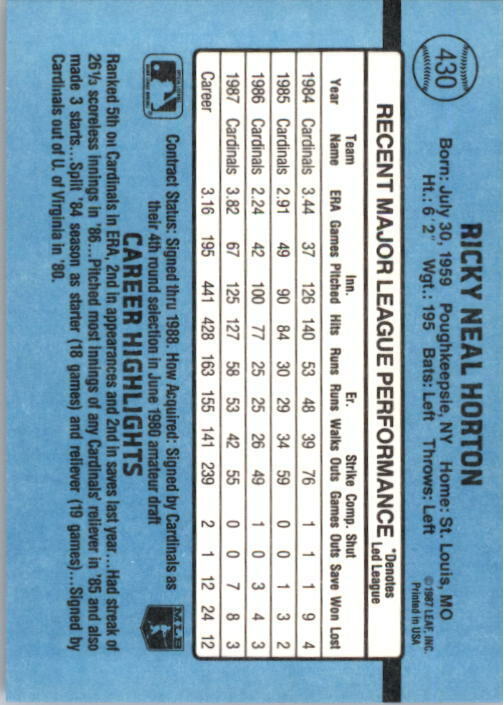 430
RICKY NEAL HORTON
© 1987 LEAF, INC.
Printed in USA
Born: July 30, 1959 Poughkeepsie, NY Home: St. Louis, MO
Ht.: 6' 2" Wgt.: 195 Bats: Left Throws: Left
RECENT MAJOR LEAGUE PERFORMANCE *Denotes Led League
Team Inn. Er. Strike Comp. Shut
Year Name ERA Games Pitched Hits Runs Runs Walks Outs Games Outs Save Won Lost
1984 Cardinals 3.44 37 126 140 53 48 39 76 1 1 1 9 4
1985 Cardinals 2.91 49 90 84 30 29 34 59 0 0 1 3 2
1986 Cardinals 2.24 42 100 77 25 25 26 49 1 0 3 4 3
1987 Cardinals 3.82 67 125 127 58 53 42 55 0 0 7 8 3
Career 3.16 195 441 428 163 155 141 239 2 1 12 24 12
Contract Status: Signed thru 1988. How Acquired: Signed by Cardinals as
their 4th round selection in June 1980 amateur draft
MLB
CAREER HIGHLIGHTS
Ranked 5th on Cardinals in ERA, 2nd in appearances and 2nd in saves last year...Had streak of
26⅓ scoreless innings in '86...Pitched most innings of any Cardinals' reliever in '85 and also
made 3 starts...Split '84 season as starter (18 games) and reliever (19 games)...Signed by
Cardinals out of U. of Virginia in '80.